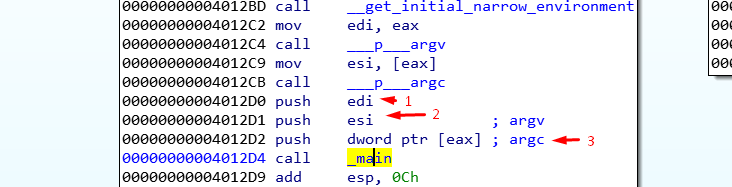 00000000004012BD call __get_initial_narrow_environment
00000000004012C2 mov edi, eax
00000000004012C4 call ___p___argv
00000000004012C9 mov esi, [eax]
00000000004012CB call ___p___argc
00000000004012D0 push edi 1
00000000004012D1 push esi 2 ; argv
00000000004012D2 push dword ptr [eax] ; argc 3
00000000004012D4 call _main
00000000004012D9 add esp, 0Ch